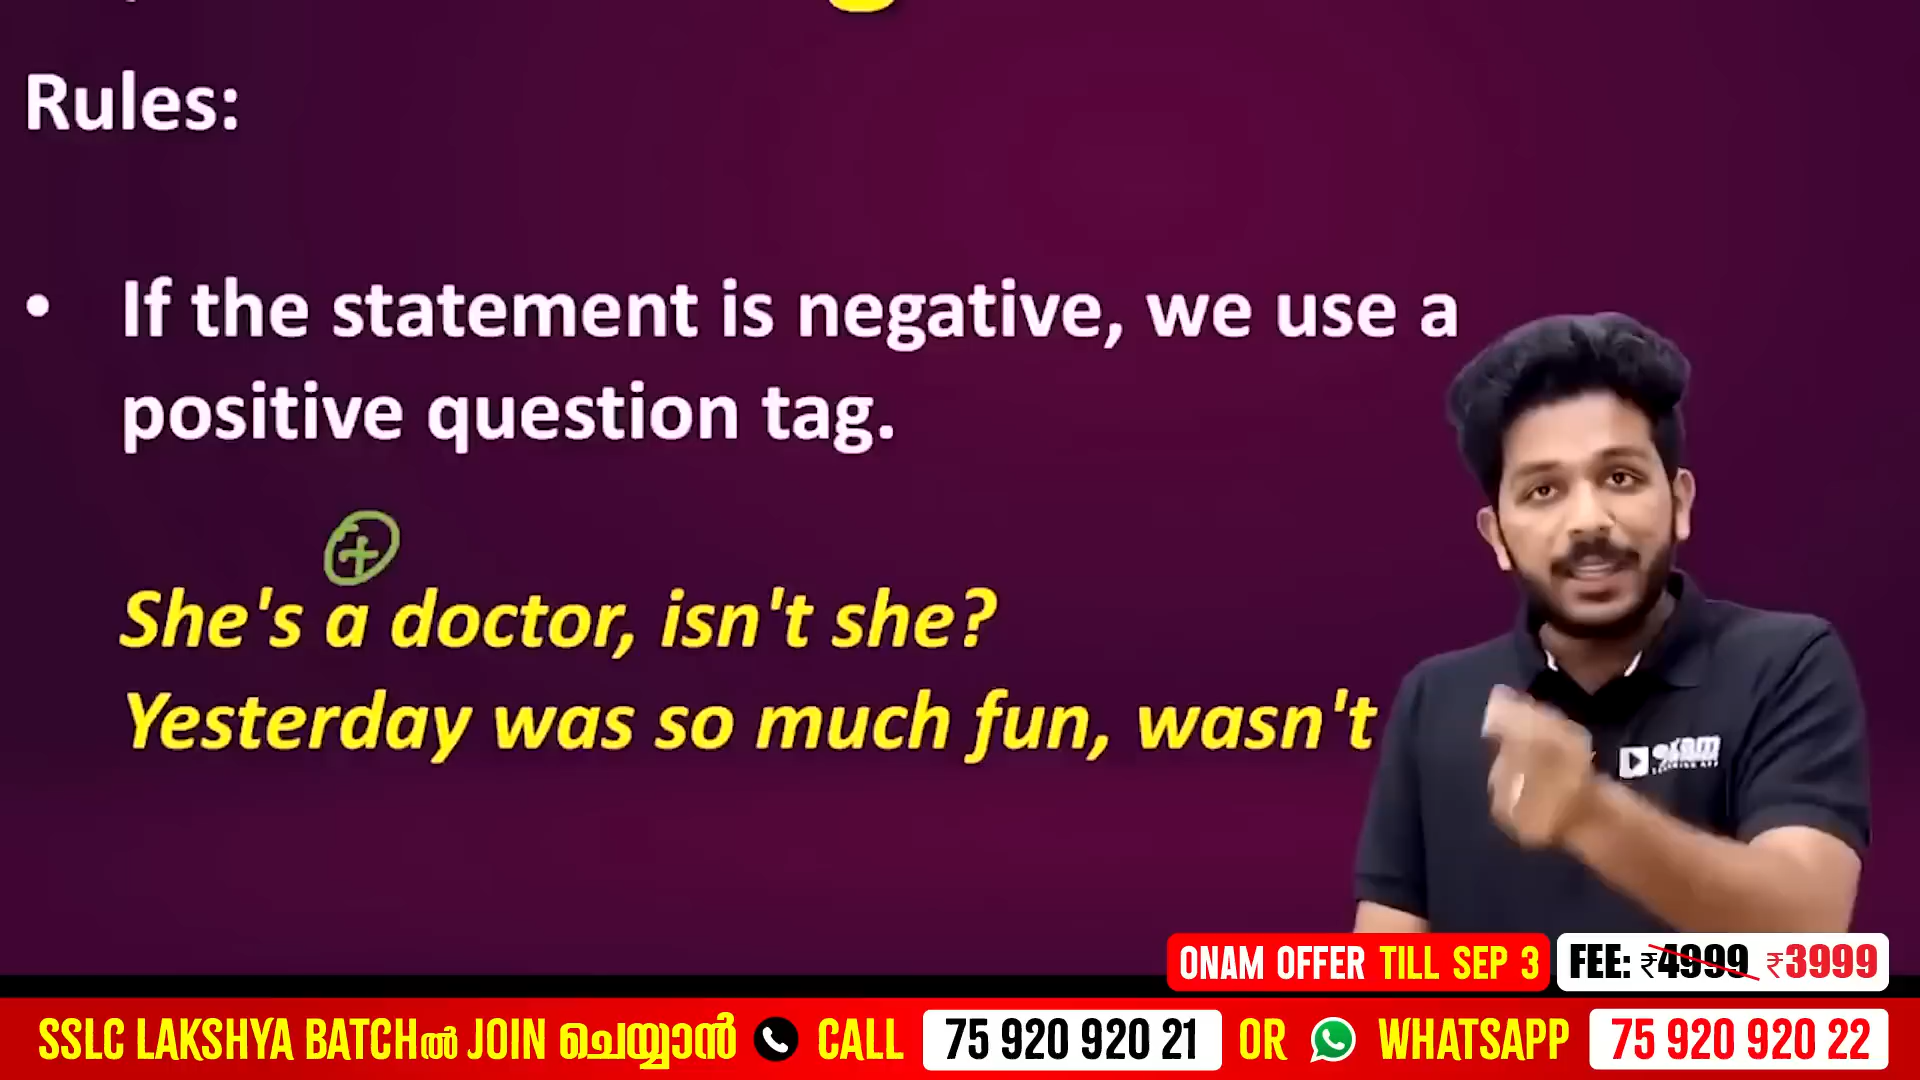 Rules:
• If the statement is negative, we use a
positive question tag.
+
She's a doctor, isn't she?
Yesterday was so much fun, wasn't
ONAM OFFER TILL SEP 3 FEE: ₹4999 ₹3999
SSLC LAKSHYA BATCHൽ JOIN ചെയ്യാൻ CALL 75 920 920 21 OR WHATSAPP 75 920 920 22